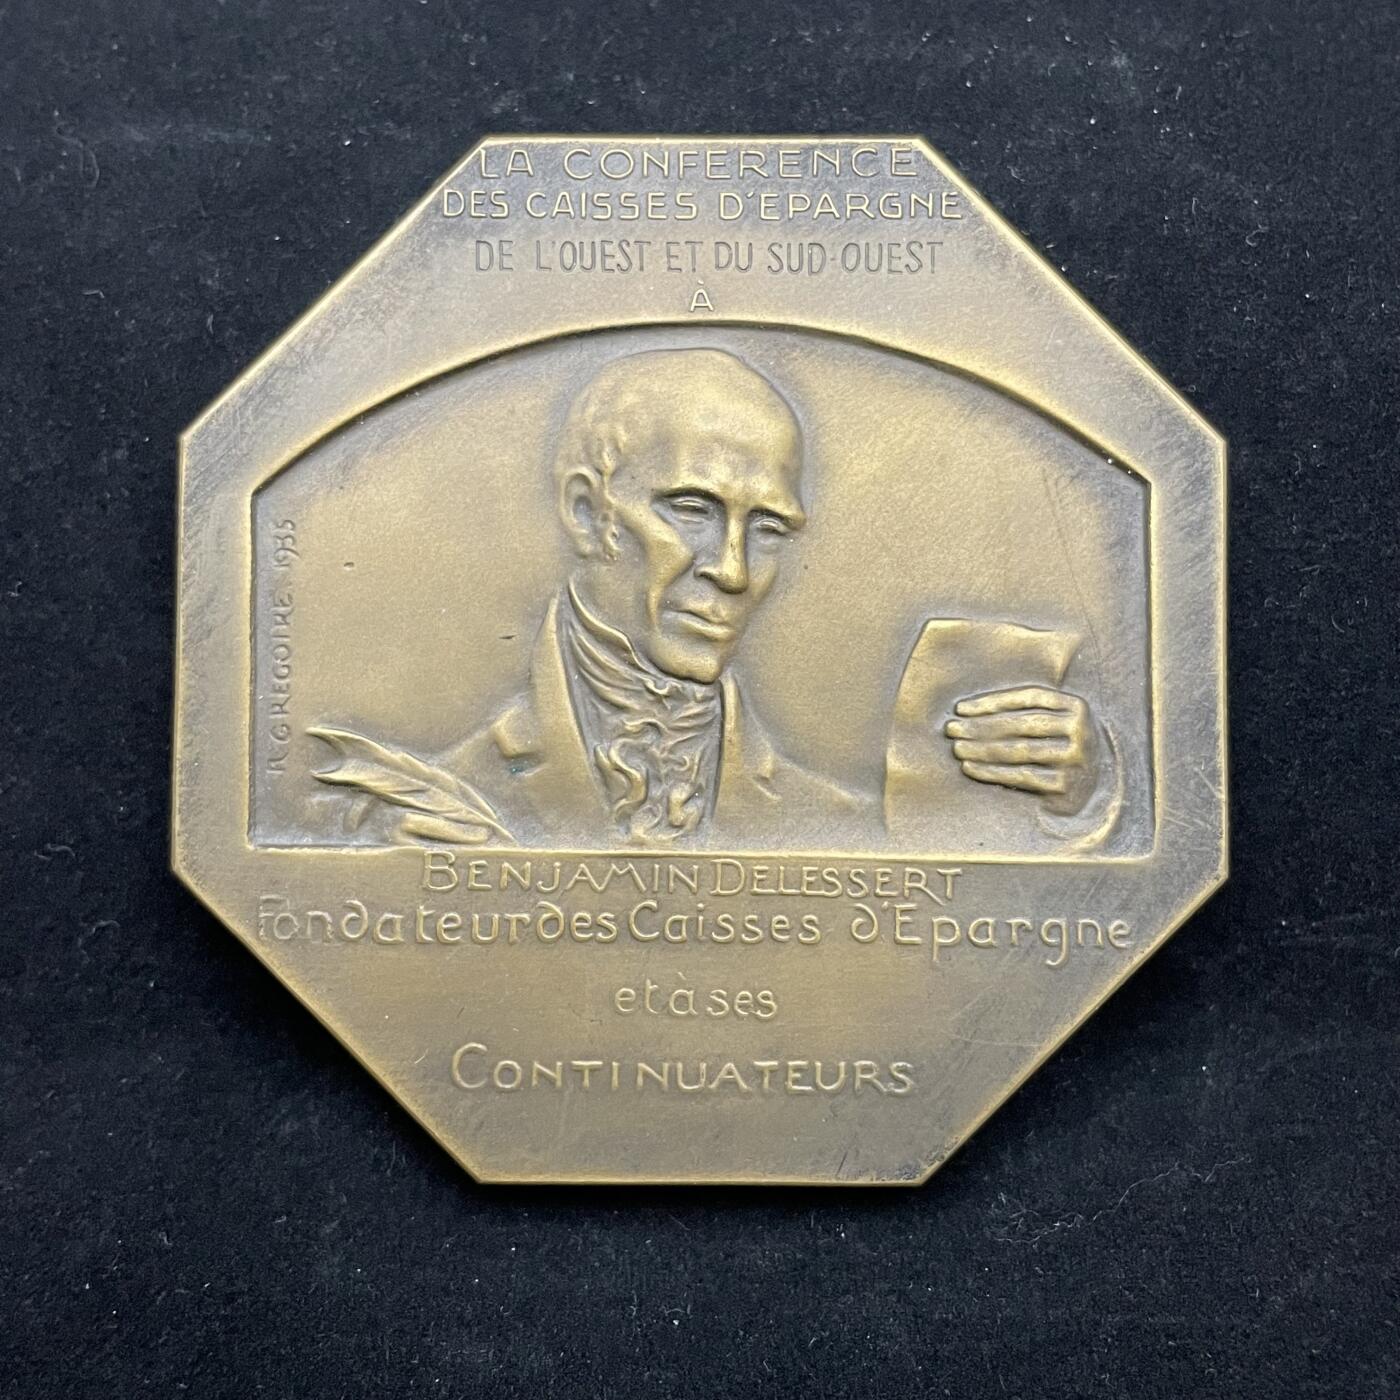 LA CONFERENCE
DES CAISSES D'EPARGNE
DE L'OUEST ET DU SUD-OUEST
À
R. GREGOIRE. 1935
BENJAMIN DELESSERT
Fondateur des Caisses d'Epargne
et à ses
CONTINUATEURS